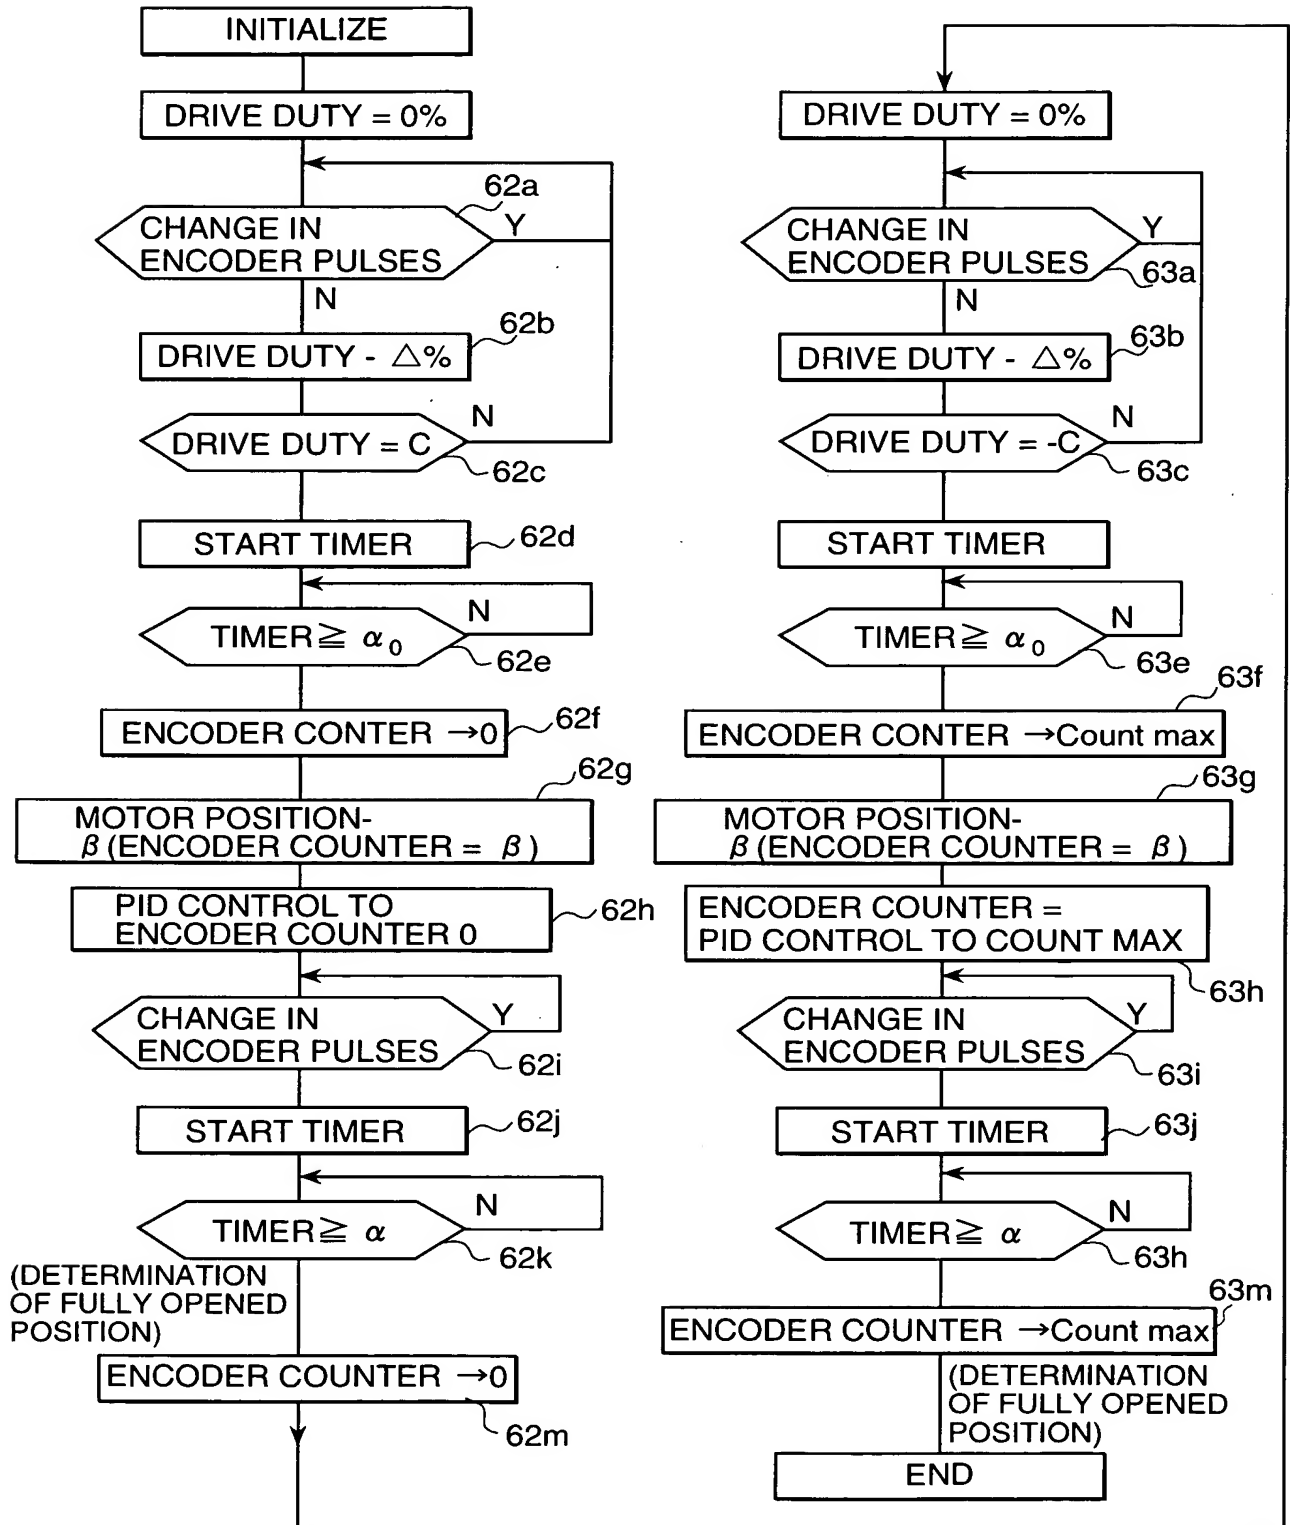 INITIALIZE
DRIVE DUTY = 0%
62a
CHANGE IN
ENCODER PULSES
Y
N
62b
DRIVE DUTY - △%
DRIVE DUTY = C
N
62c
START TIMER
62d
TIMER ≧ α0
N
62e
ENCODER CONTER →0
62f
62g
MOTOR POSITION-
β (ENCODER COUNTER = β )
PID CONTROL TO
ENCODER COUNTER 0
62h
CHANGE IN
ENCODER PULSES
Y
62i
START TIMER
62j
TIMER ≧ α
N
62k
(DETERMINATION
OF FULLY OPENED
POSITION)
ENCODER COUNTER →0
62m
DRIVE DUTY = 0%
CHANGE IN
ENCODER PULSES
Y
63a
N
63b
DRIVE DUTY - △%
DRIVE DUTY = -C
N
63c
START TIMER
TIMER ≧ α0
N
63e
63f
ENCODER CONTER →Count max
63g
MOTOR POSITION-
β (ENCODER COUNTER = β )
ENCODER COUNTER =
PID CONTROL TO COUNT MAX
63h
CHANGE IN
ENCODER PULSES
Y
63i
START TIMER
63j
TIMER ≧ α
N
63h
63m
ENCODER COUNTER →Count max
(DETERMINATION
OF FULLY OPENED
POSITION)
END